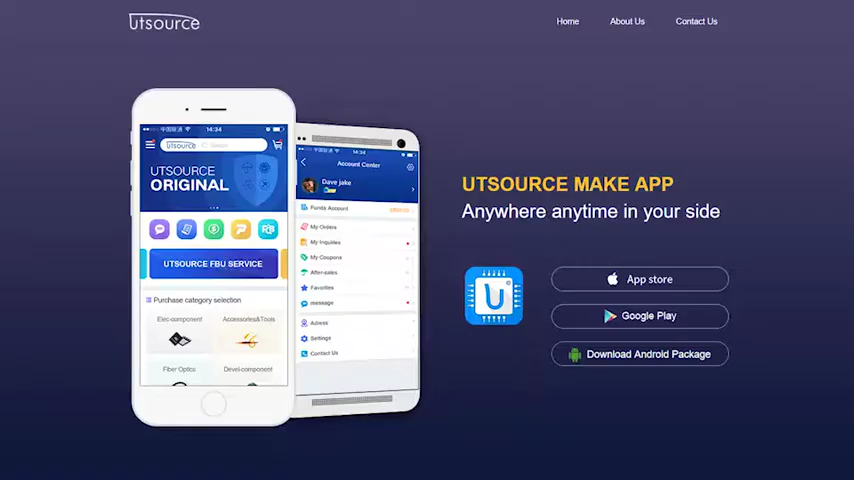 utsource
Home
About Us
Contact Us
14:34
utsource
UTSOURCE
ORIGINAL
UTSOURCE FBU SERVICE
Purchase category selection
Elec-component
Accessories&Tools
Fiber Optics
Devel-component
14:34
Account Center
Dave jake
Funds Account
My Orders
My Inquiries
My Coupons
After-sales
Favorites
message
Adress
Settings
Contact Us
UTSOURCE MAKE APP
Anywhere anytime in your side
U
App store
Google Play
Download Android Package